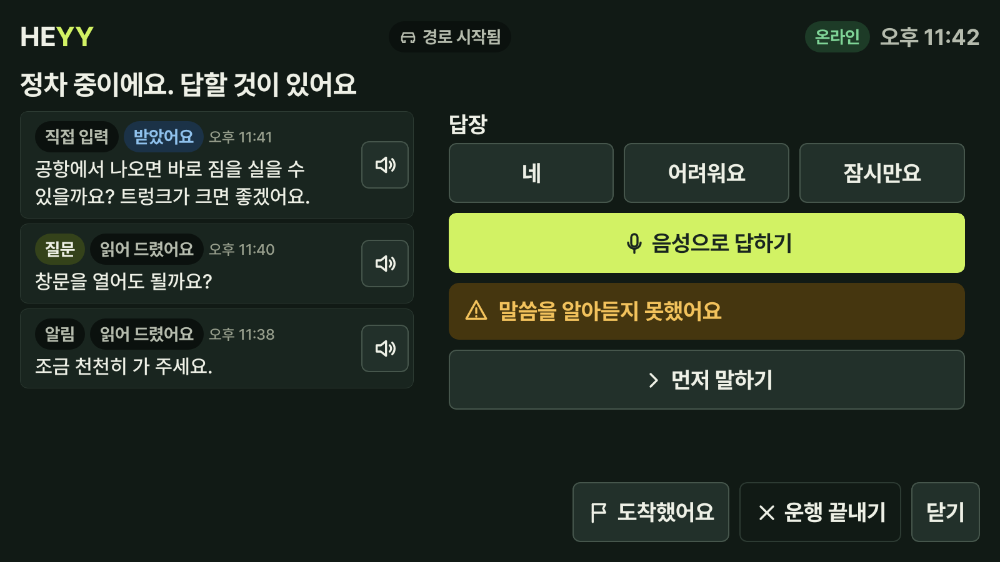 HEYY
경로 시작됨
온라인 오후 11:42
정차 중이에요. 답할 것이 있어요
직접 입력 받았어요 오후 11:41
공항에서 나오면 바로 짐을 실을 수
있을까요? 트렁크가 크면 좋겠어요.
질문 읽어 드렸어요 오후 11:40
창문을 열어도 될까요?
알림 읽어 드렸어요 오후 11:38
조금 천천히 가 주세요.
답장
네 어려워요 잠시만요
음성으로 답하기
말씀을 알아듣지 못했어요
먼저 말하기
도착했어요 운행 끝내기 닫기